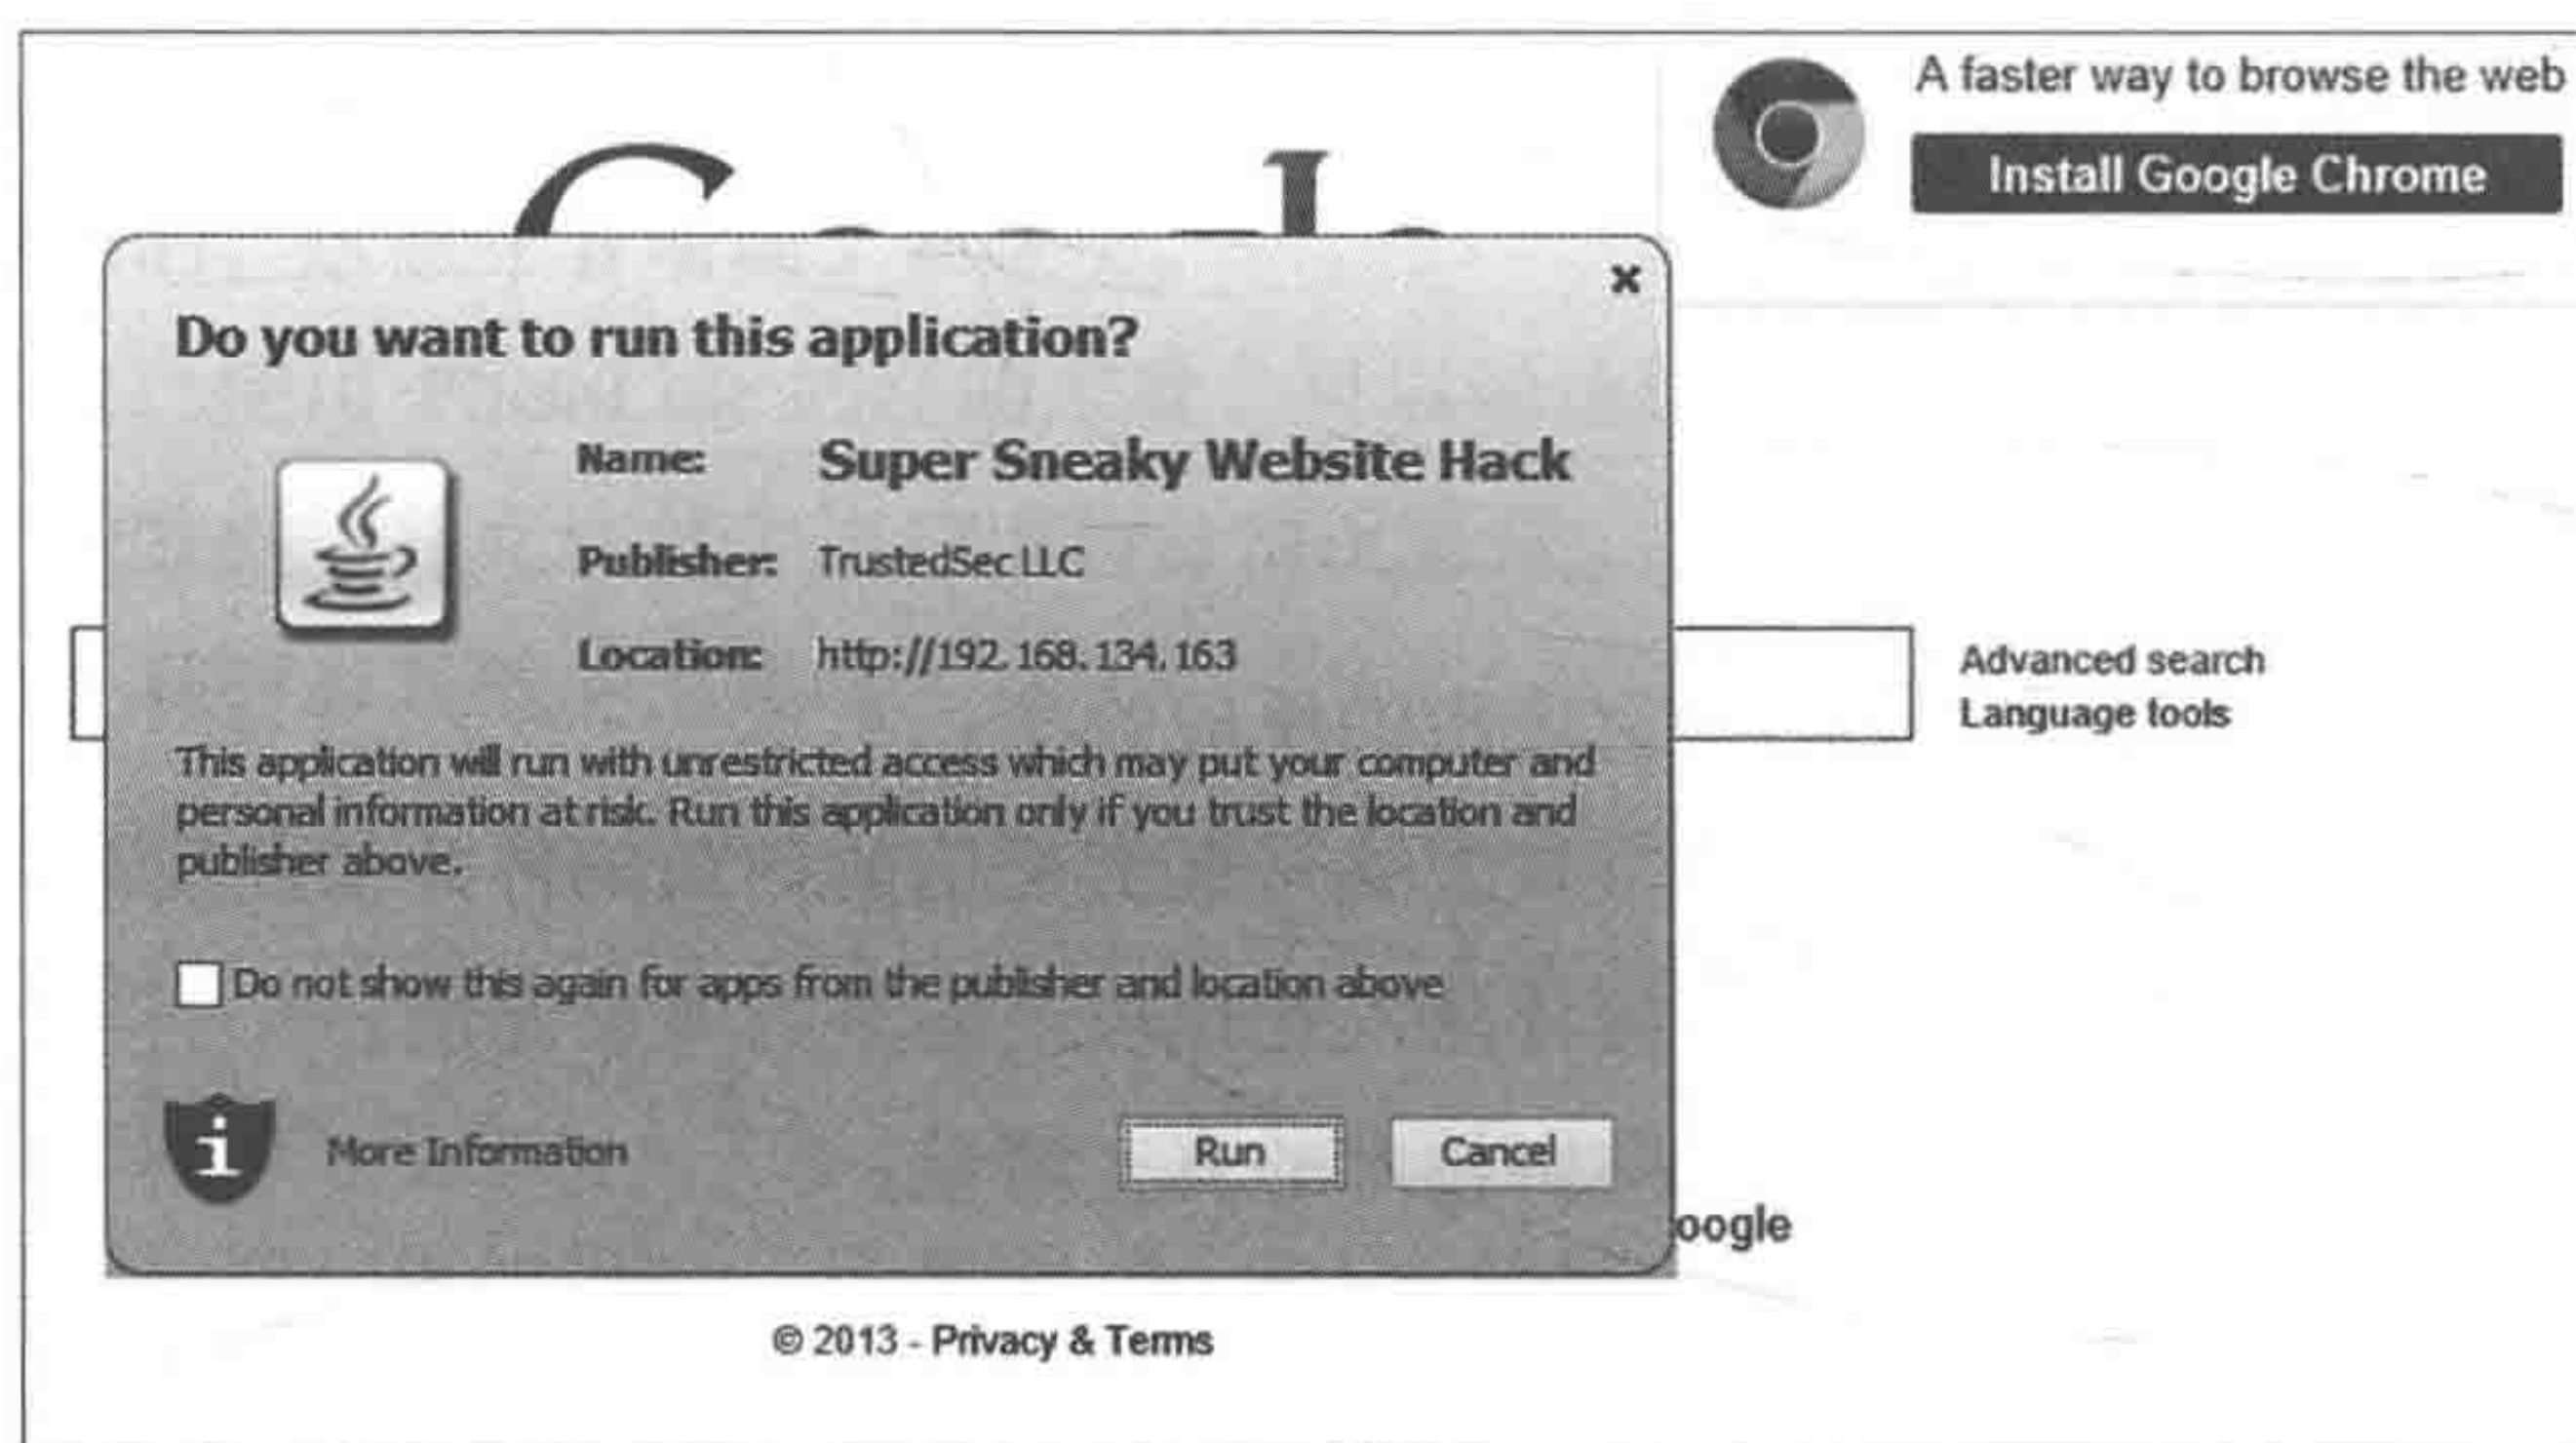 A faster way to browse the web
Install Google Chrome
Do you want to run this application?
Name: Super Sneaky Website Hack
Publisher: TrustedSec LLC
Location: http://192.168.134.163
Advanced search
Language tools
This application will run with unrestricted access which may put your computer and
personal information at risk. Run this application only if you trust the location and
publisher above.
Do not show this again for apps from the publisher and location above
i More Information Run Cancel
oogle
© 2013 - Privacy & Terms